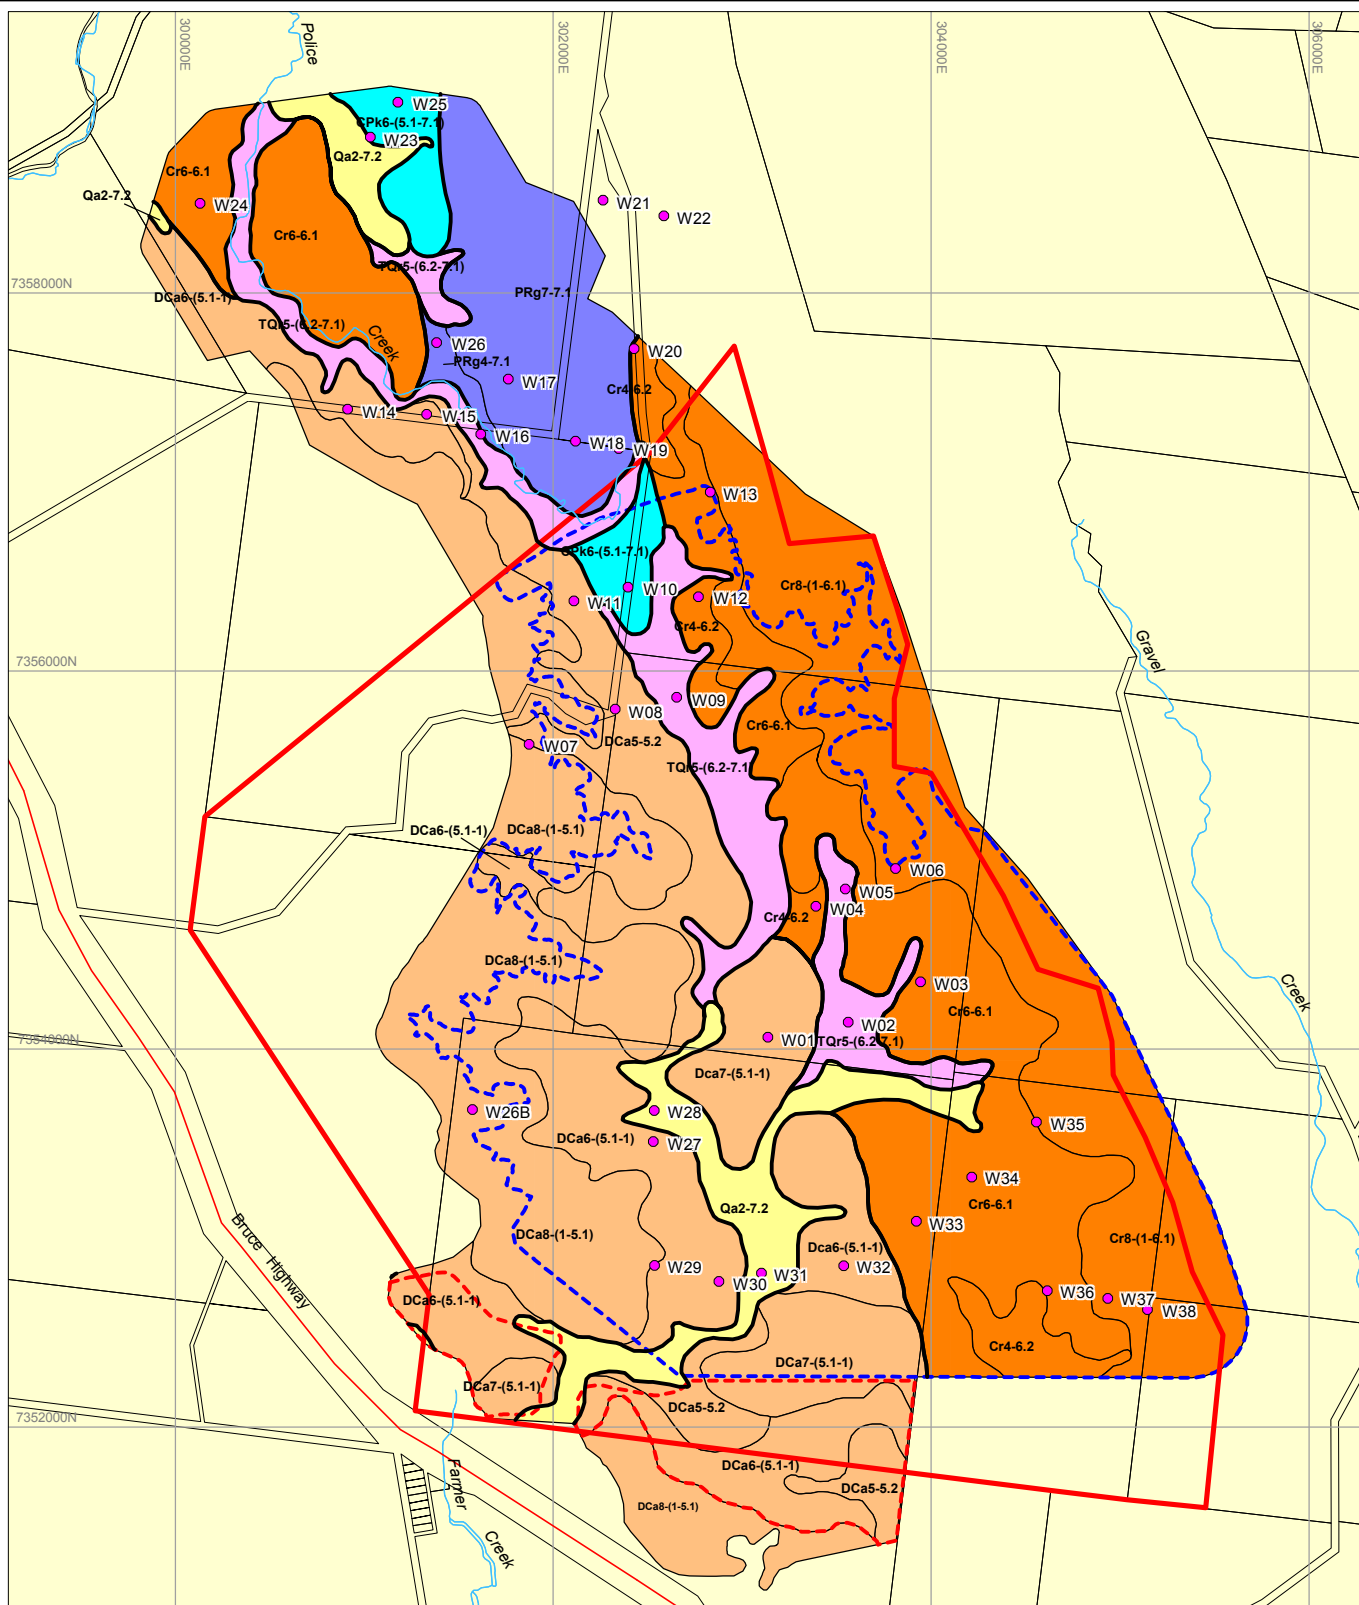 300000E
302000E
304000E
306000E
Police
W25
CPk6-(5.1-7.1)
W23
Qa2-7.2
Cr6-6.1
Qa2-7.2
W24
W21
W22
Cr6-6.1
TQr5-(6.2-7.1)
7358000N
PRg7-7.1
DCa6-(5.1-1)
TQr5-(6.2-7.1)
Creek
W26
W20
PRg4-7.1
W17
Cr4-6.2
W14
W15
W16
W18
W19
W13
CPk6-(5.1-7.1)
Cr8-(1-6.1)
W10
W11
W12
Cr4-6.2
Gravel
7356000N
W09
W08
Cr6-6.1
DCa5-5.2
W07
TQr5-(6.2-7.1)
DCa6-(5.1-1)
DCa8-(1-5.1)
W06
W05
W04
Cr4-6.2
DCa8-(1-5.1)
W03
Creek
Cr6-6.1
W02
W01
TQr5-(6.2-7.1)
7354000N
Dca7-(5.1-1)
W26B
W28
W35
DCa6-(5.1-1)
W27
W34
Qa2-7.2
Cr6-6.1
W33
Bruce Highway
DCa8-(1-5.1)
Cr8-(1-6.1)
Dca6-(5.1-1)
W29
W32
W31
W30
W36
W37
W38
DCa6-(5.1-1)
Cr4-6.2
DCa7-(5.1-1)
DCa7-(5.1-1)
DCa5-5.2
7352000N
DCa6-(5.1-1)
Farmer
DCa5-5.2
DCa8-(1-5.1)
Creek